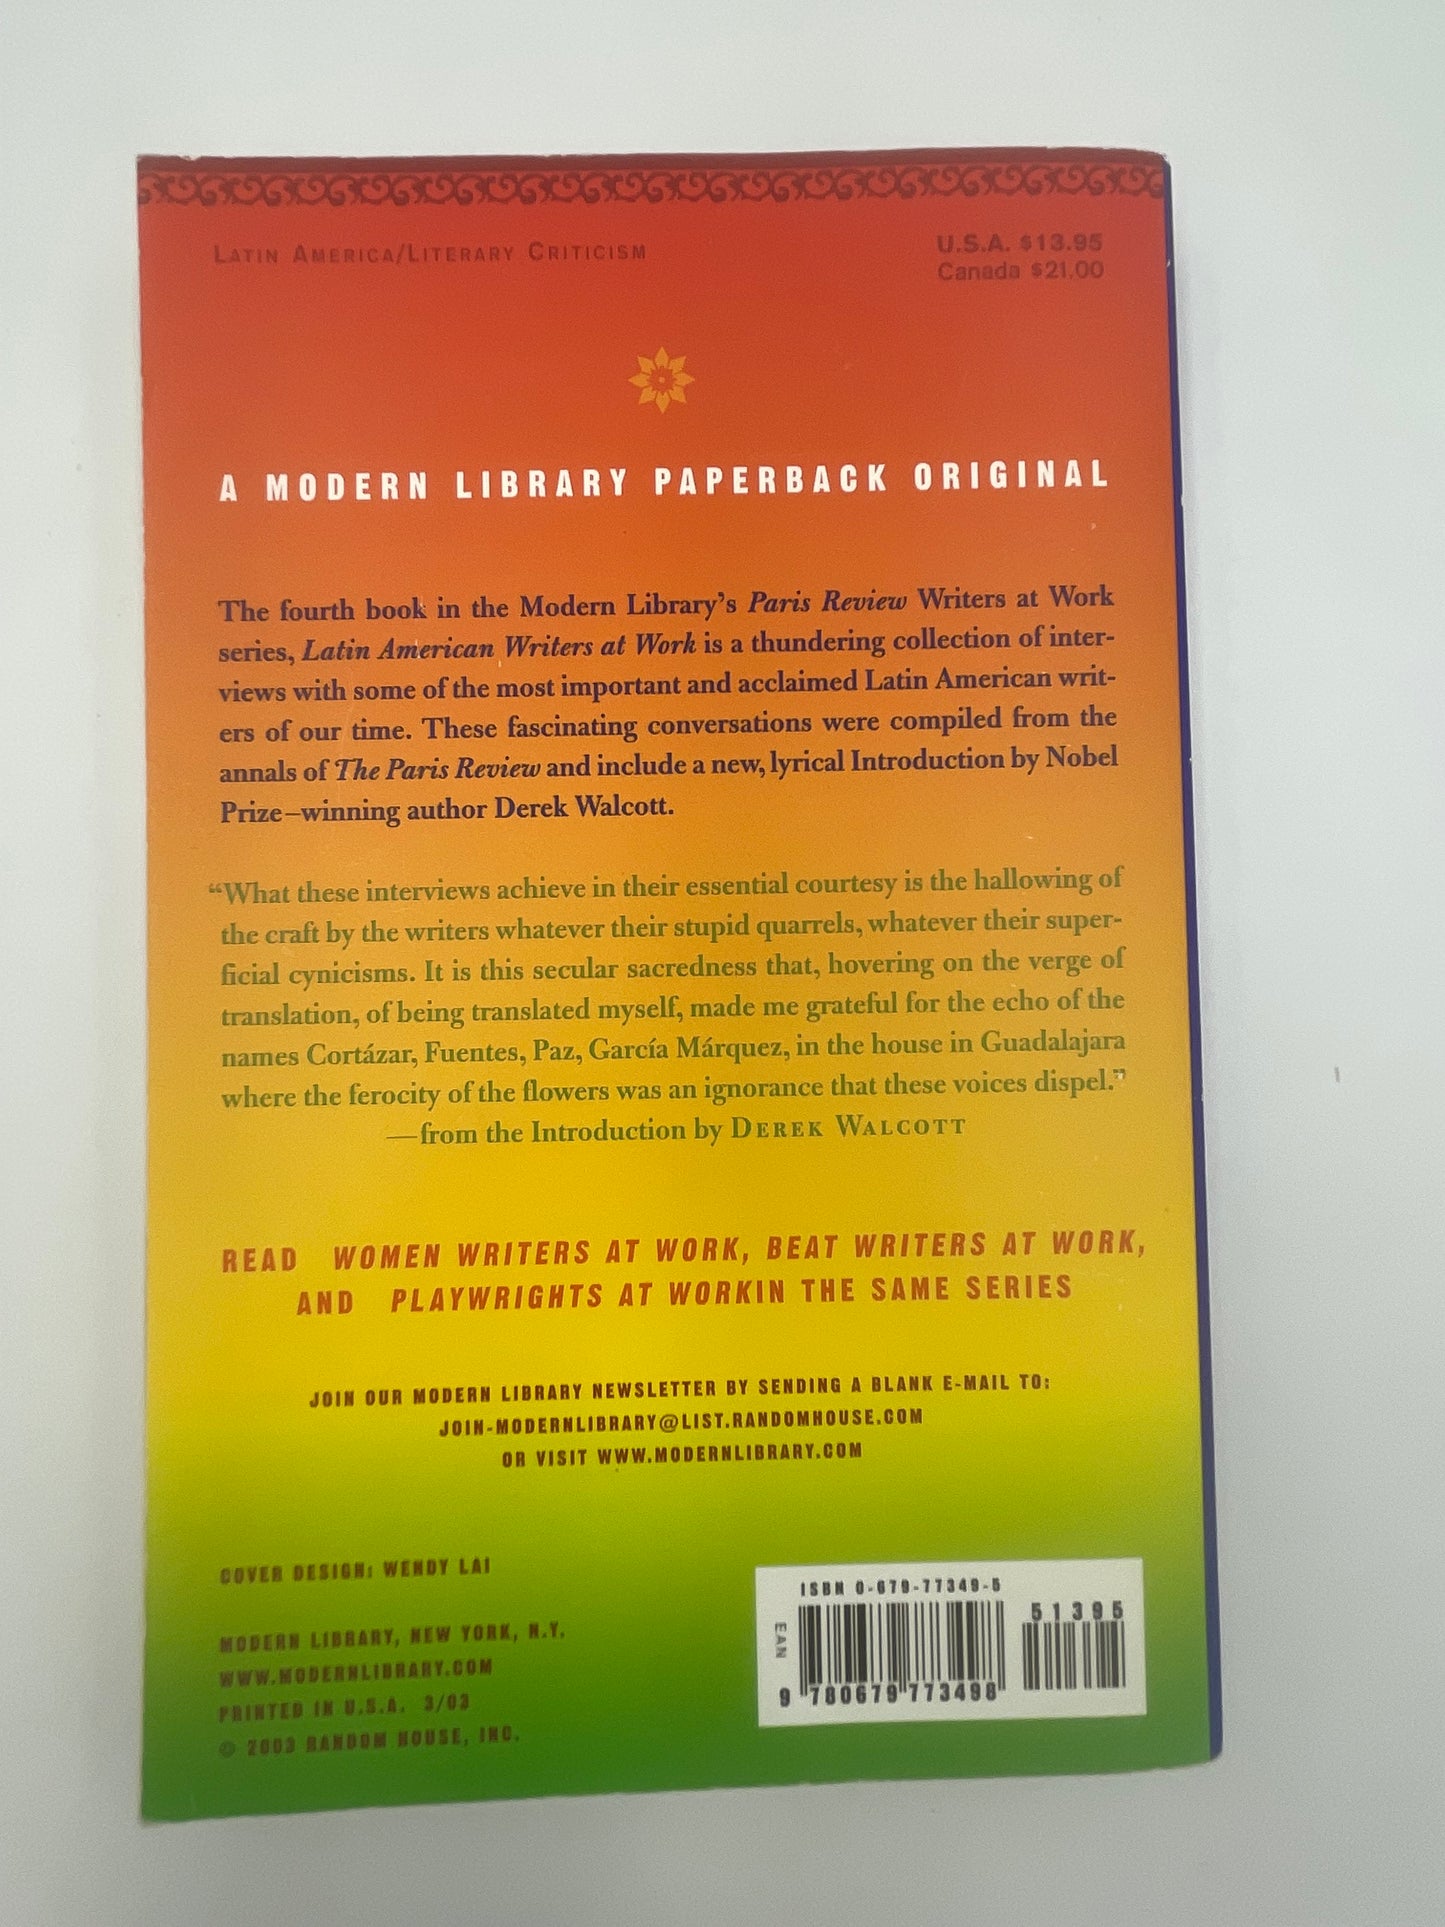 LATIN AMERICA/LITERARY CRITICISM
U.S.A. $13.95
Canada $21.00
A MODERN LIBRARY PAPERBACK ORIGINAL
The fourth book in the Modern Library's Paris Review Writers at Work
series, Latin American Writers at Work is a thundering collection of inter-
views with some of the most important and acclaimed Latin American writ-
ers of our time. These fascinating conversations were compiled from the
annals of The Paris Review and include a new, lyrical Introduction by Nobel
Prize–winning author Derek Walcott.
“What these interviews achieve in their essential courtesy is the hallowing of
the craft by the writers whatever their stupid quarrels, whatever their super-
ficial cynicisms. It is this secular sacredness that, hovering on the verge of
translation, of being translated myself, made me grateful for the echo of the
names Cortázar, Fuentes, Paz, García Márquez, in the house in Guadalajara
where the ferocity of the flowers was an ignorance that these voices dispel.”
—from the Introduction by DEREK WALCOTT
READ WOMEN WRITERS AT WORK, BEAT WRITERS AT WORK,
AND PLAYWRIGHTS AT WORKIN THE SAME SERIES
JOIN OUR MODERN LIBRARY NEWSLETTER BY SENDING A BLANK E-MAIL TO:
JOIN-MODERNLIBRARY@LIST.RANDOMHOUSE.COM
OR VISIT WWW.MODERNLIBRARY.COM
COVER DESIGN: WENDY LAI
MODERN LIBRARY, NEW YORK, N.Y.
WWW.MODERNLIBRARY.COM
PRINTED IN U.S.A. 3/03
© 2003 RANDOM HOUSE, INC.
ISBN 0-679-77349-5
51395
EAN
9 780679 773498